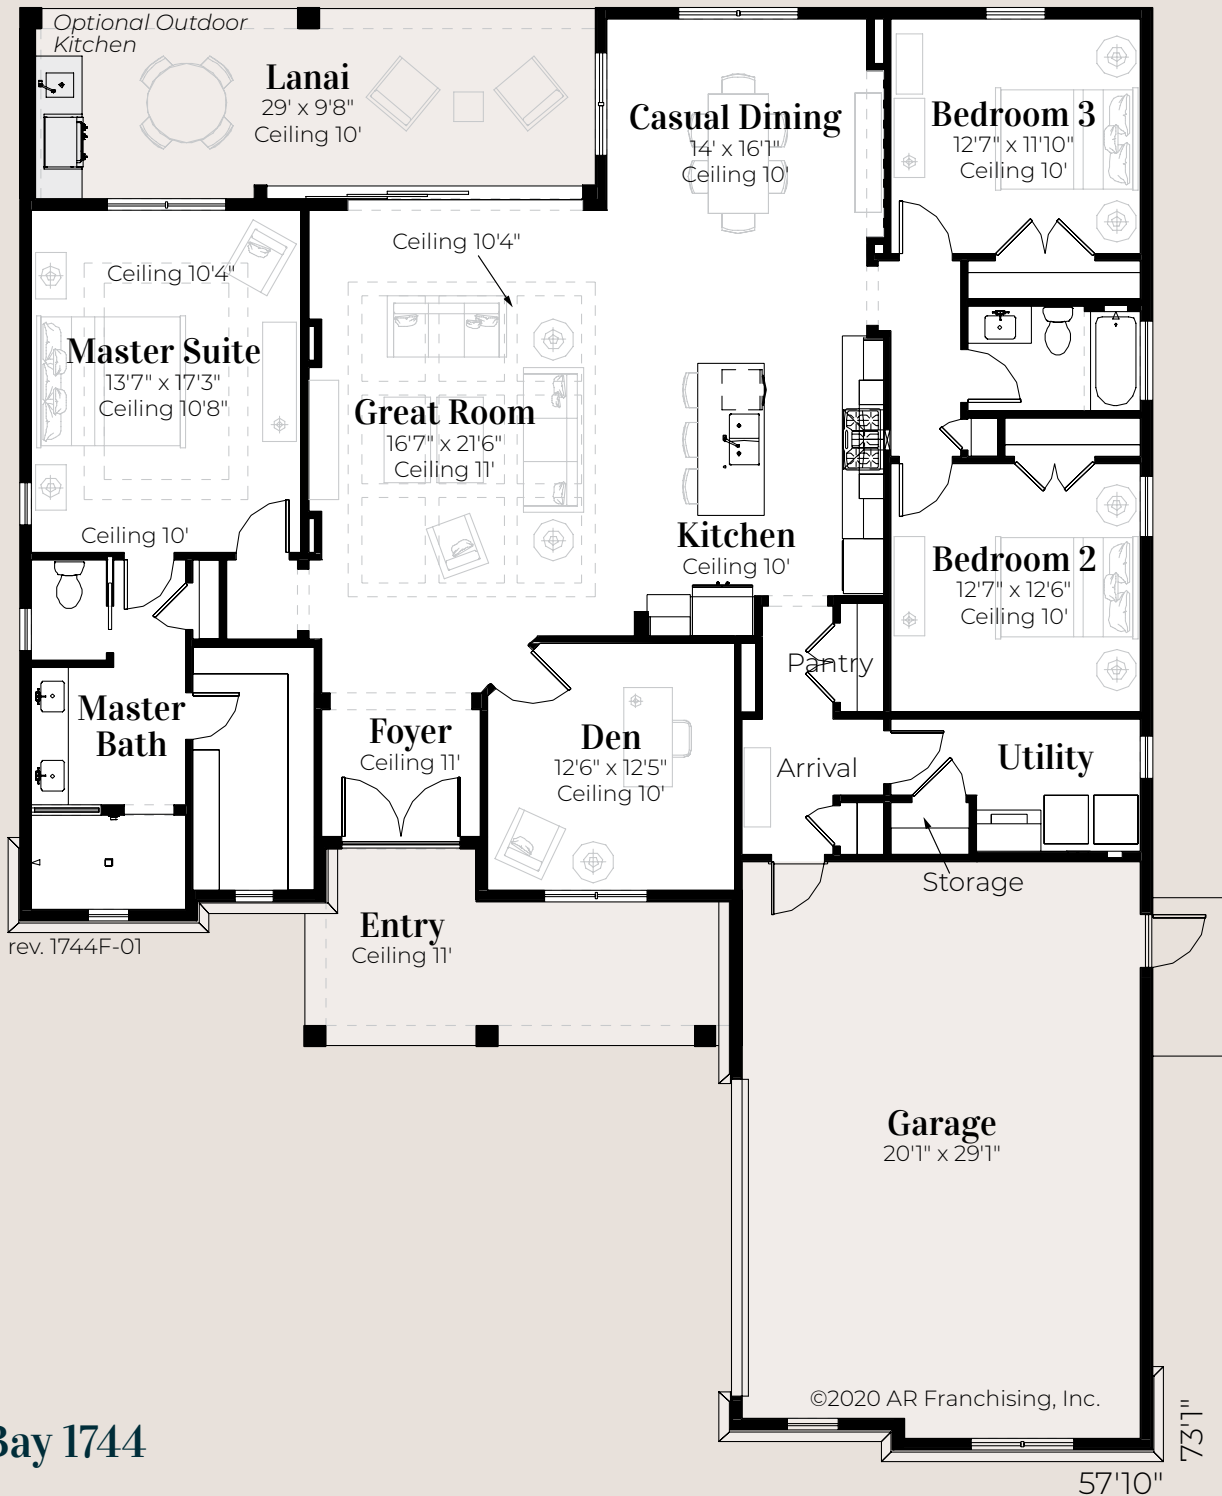 Optional Outdoor
Kitchen
Lanai
29' x 9'8"
Ceiling 10'
Casual Dining
14' x 16'1"
Ceiling 10'
Bedroom 3
12'7" x 11'10"
Ceiling 10'
Ceiling 10'4"
Ceiling 10'4"
Master Suite
13'7" x 17'3"
Ceiling 10'8"
Great Room
16'7" x 21'6"
Ceiling 11'
Ceiling 10'
Kitchen
Ceiling 10'
Bedroom 2
12'7" x 12'6"
Ceiling 10'
Pantry
Master
Bath
Foyer
Ceiling 11'
Den
12'6" x 12'5"
Ceiling 10'
Arrival
Utility
Storage
Entry
Ceiling 11'
rev. 1744F-01
Garage
20'1" x 29'1"
©2020 AR Franchising, Inc.
Bay 1744
73'1"
57'10"